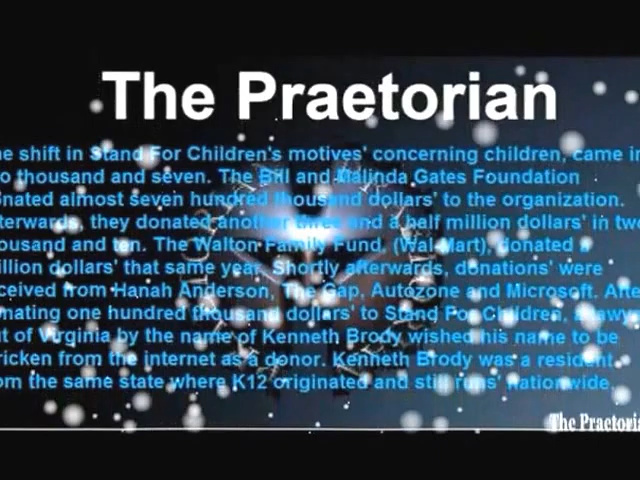 The Praetorian
he shift in Stand For Children's motives' concerning children, came in
o thousand and seven. The Bill and Malinda Gates Foundation
onated almost seven hundred thousand dollars' to the organization.
fterwards, they donated another three and a half million dollars' in two
ousand and ten. The Walton Family Fund, (Wal-Mart), donated a
illion dollars' that same year. Shortly afterwards, donations' were
ceived from Hanah Anderson, The Gap, Autozone and Microsoft. After
onating one hundred thousand dollars' to Stand For Children, a lawy
ut of Virginia by the name of Kenneth Brody wished his name to be
ricken from the internet as a donor. Kenneth Brody was a resident
om the same state where K12 originated and still runs' nationwide.
The Praetoria